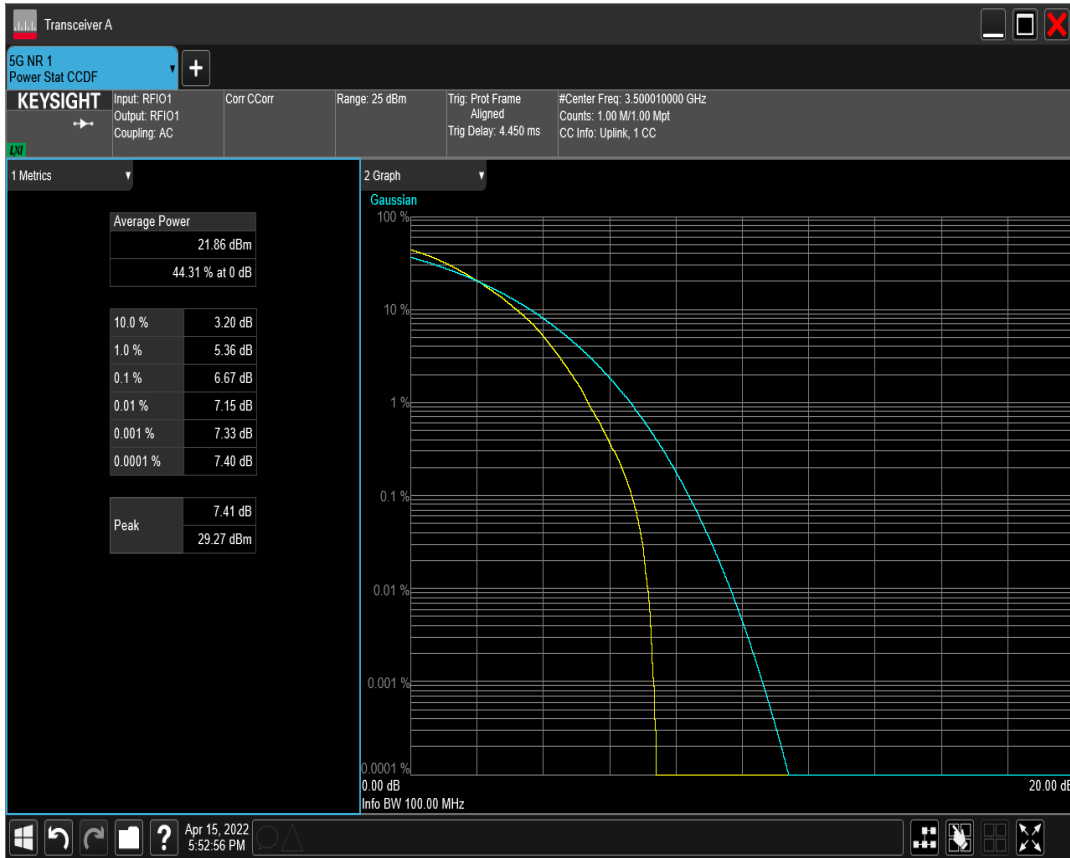 Transceiver A
5G NR 1
Power Stat CCDF
+
KEYSIGHT
LXI
Input: RFIO1
Output: RFIO1
Coupling: AC
Corr CCorr
Range: 25 dBm
Trig: Prot Frame
Aligned
Trig Delay: 4.450 ms
#Center Freq: 3.500010000 GHz
Counts: 1.00 M/1.00 Mpt
CC Info: Uplink, 1 CC
1 Metrics
Average Power
21.86 dBm
44.31 % at 0 dB
10.0 % 3.20 dB
1.0 % 5.36 dB
0.1 % 6.67 dB
0.01 % 7.15 dB
0.001 % 7.33 dB
0.0001 % 7.40 dB
Peak 7.41 dB
29.27 dBm
2 Graph
Gaussian
100 %
10 %
1 %
0.1 %
0.01 %
0.001 %
0.0001 %
0.00 dB 20.00 dB
Info BW 100.00 MHz
? Apr 15, 2022
5:52:56 PM